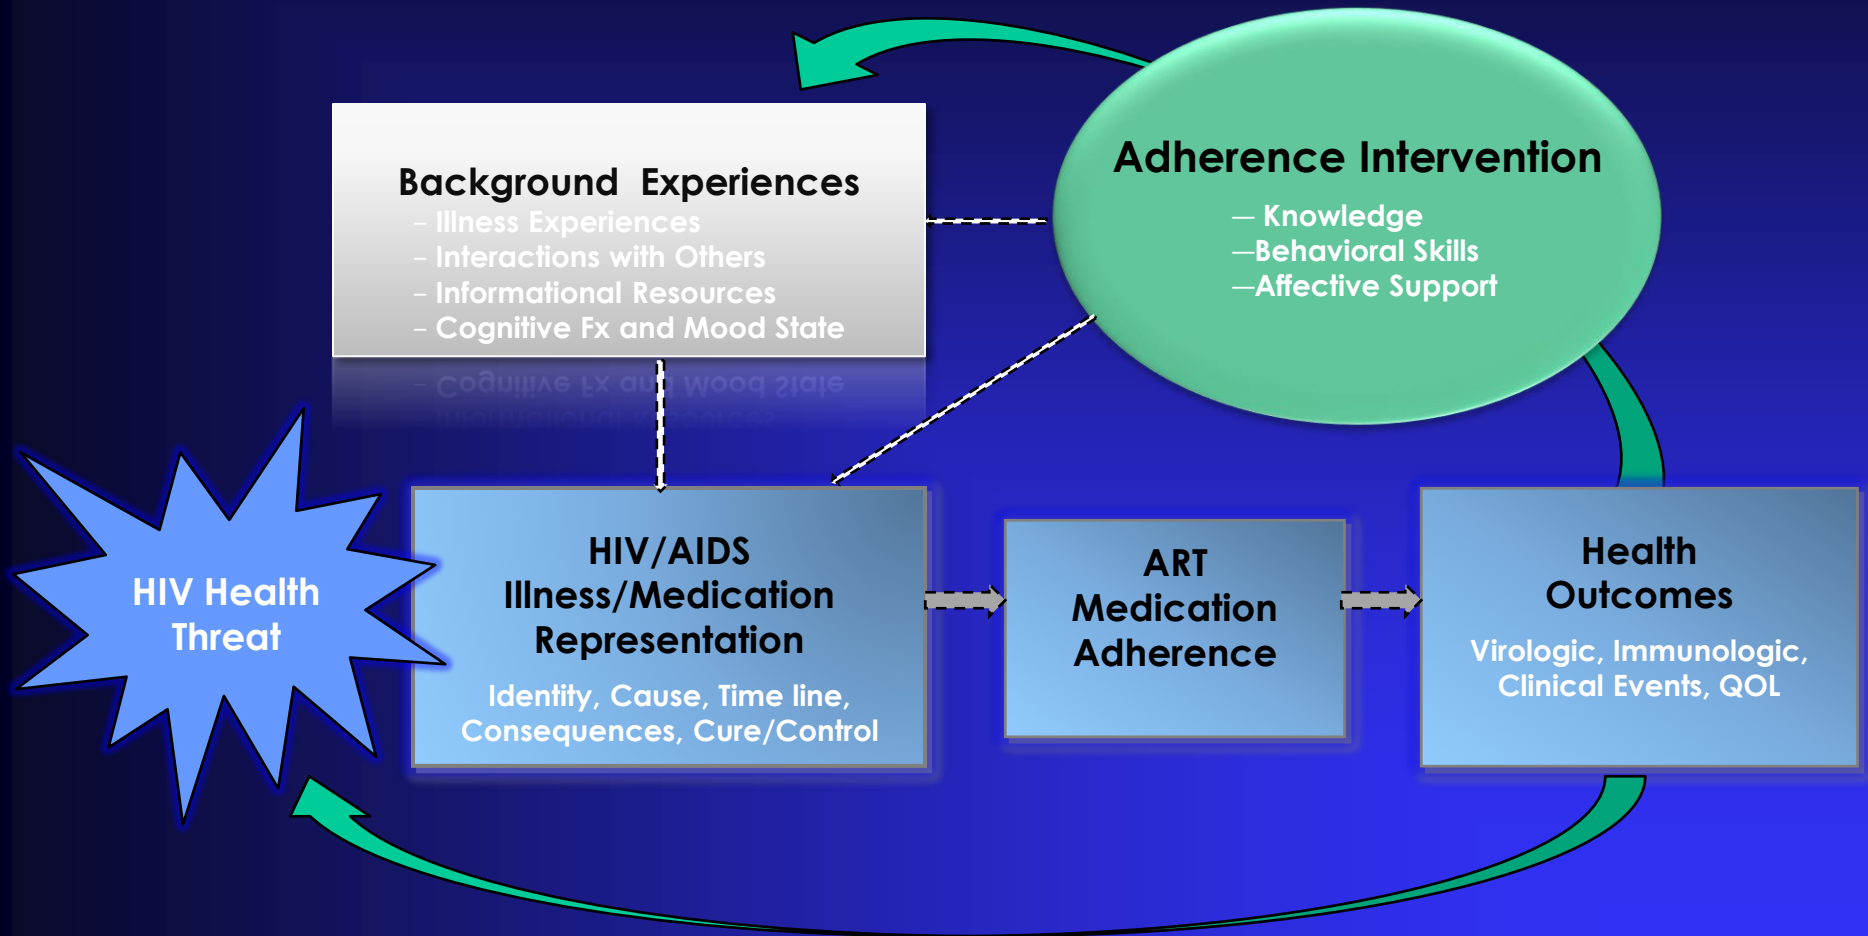 Background Experiences
– Illness Experiences
– Interactions with Others
– Informational Resources
– Cognitive Fx and Mood State
Adherence Intervention
— Knowledge
—Behavioral Skills
—Affective Support
HIV Health
Threat
HIV/AIDS
Illness/Medication
Representation
Identity, Cause, Time line,
Consequences, Cure/Control
ART
Medication
Adherence
Health
Outcomes
Virologic, Immunologic,
Clinical Events, QOL